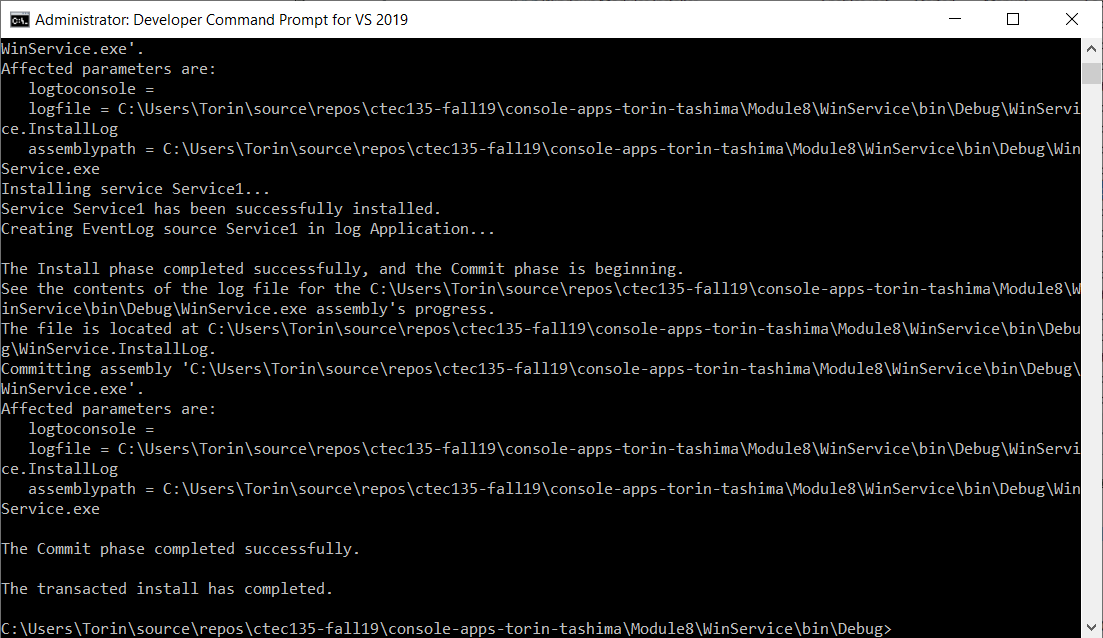 Administrator: Developer Command Prompt for VS 2019
WinService.exe'.
Affected parameters are:
   logtoconsole =
   logfile = C:\Users\Torin\source\repos\ctec135-fall19\console-apps-torin-tashima\Module8\WinService\bin\Debug\WinServi
ce.InstallLog
   assemblypath = C:\Users\Torin\source\repos\ctec135-fall19\console-apps-torin-tashima\Module8\WinService\bin\Debug\Win
Service.exe
Installing service Service1...
Service Service1 has been successfully installed.
Creating EventLog source Service1 in log Application...
The Install phase completed successfully, and the Commit phase is beginning.
See the contents of the log file for the C:\Users\Torin\source\repos\ctec135-fall19\console-apps-torin-tashima\Module8\W
inService\bin\Debug\WinService.exe assembly's progress.
The file is located at C:\Users\Torin\source\repos\ctec135-fall19\console-apps-torin-tashima\Module8\WinService\bin\Debu
g\WinService.InstallLog.
Committing assembly 'C:\Users\Torin\source\repos\ctec135-fall19\console-apps-torin-tashima\Module8\WinService\bin\Debug\
WinService.exe'.
Affected parameters are:
   logtoconsole =
   logfile = C:\Users\Torin\source\repos\ctec135-fall19\console-apps-torin-tashima\Module8\WinService\bin\Debug\WinServi
ce.InstallLog
   assemblypath = C:\Users\Torin\source\repos\ctec135-fall19\console-apps-torin-tashima\Module8\WinService\bin\Debug\Win
Service.exe
The Commit phase completed successfully.
The transacted install has completed.
C:\Users\Torin\source\repos\ctec135-fall19\console-apps-torin-tashima\Module8\WinService\bin\Debug>